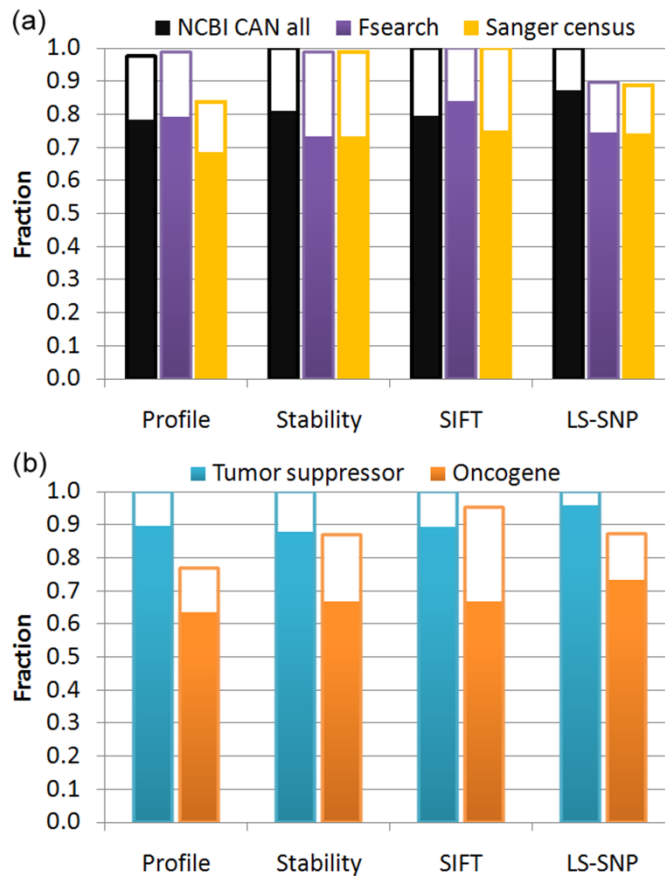 (a)
NCBI CAN all Fsearch Sanger census
1.0
0.9
0.8
0.7
0.6
0.5
0.4
0.3
0.2
0.1
0.0
Fraction
Profile Stability SIFT LS-SNP
(b)
Tumor suppressor Oncogene
1.0
0.9
0.8
0.7
0.6
0.5
0.4
0.3
0.2
0.1
0.0
Fraction
Profile Stability SIFT LS-SNP